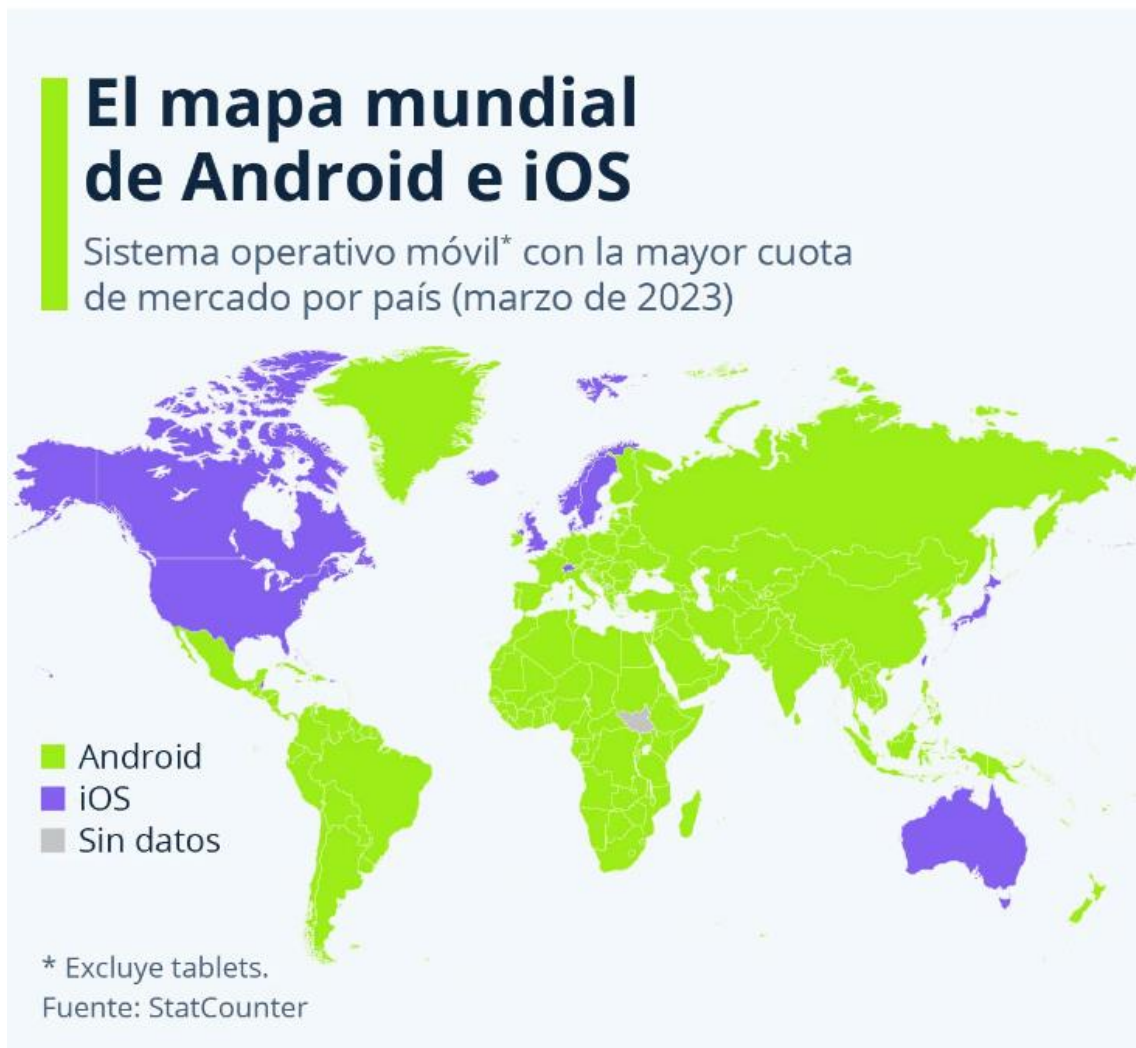 El mapa mundial
de Android e iOS
Sistema operativo móvil* con la mayor cuota
de mercado por país (marzo de 2023)
Android
iOS
Sin datos
* Excluye tablets.
Fuente: StatCounter